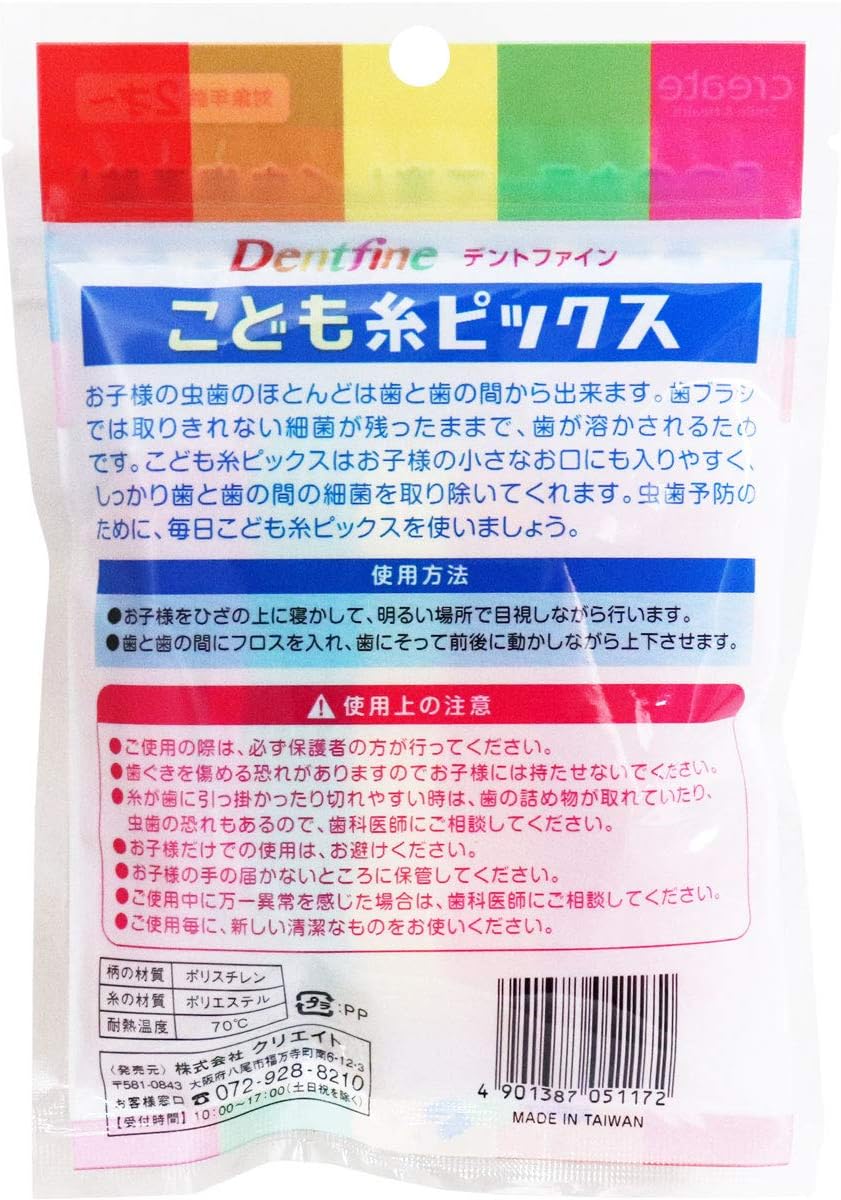 create
対象年齢2才〜
Dentfine デントファイン
こども糸ピックス
お子様の虫歯のほとんどは歯と歯の間から出来ます。歯ブラシ
では取りきれない細菌が残ったままで、歯が溶かされるため
です。こども糸ピックスはお子様の小さなお口にも入りやすく、
しっかり歯と歯の間の細菌を取り除いてくれます。虫歯予防の
ために、毎日こども糸ピックスを使いましょう。
使用方法
●お子様をひざの上に寝かして、明るい場所で目視しながら行います。
●歯と歯の間にフロスを入れ、歯にそって前後に動かしながら上下させます。
使用上の注意
●ご使用の際は、必ず保護者の方が行ってください。
●歯ぐきを傷める恐れがありますのでお子様には持たせないでください。
●糸が歯に引っ掛かったり切れやすい時は、歯の詰め物が取れていたり、
虫歯の恐れもあるので、歯科医師にご相談してください。
●お子様だけでの使用は、お避けください。
●お子様の手の届かないところに保管してください。
●ご使用中に万一異常を感じた場合は、歯科医師にご相談してください。
●ご使用毎に、新しい清潔なものをお使いください。
柄の材質 ポリスチレン
糸の材質 ポリエステル
耐熱温度 70℃
プラ :PP
(発売元) 株式会社 クリエイト
〒581-0843 大阪府八尾市福万寺町南6-12-3
お客様窓口 ☎072-928-8210
【受付時間】10:00〜17:00(土日祝を除く)
4 901387 051172
MADE IN TAIWAN